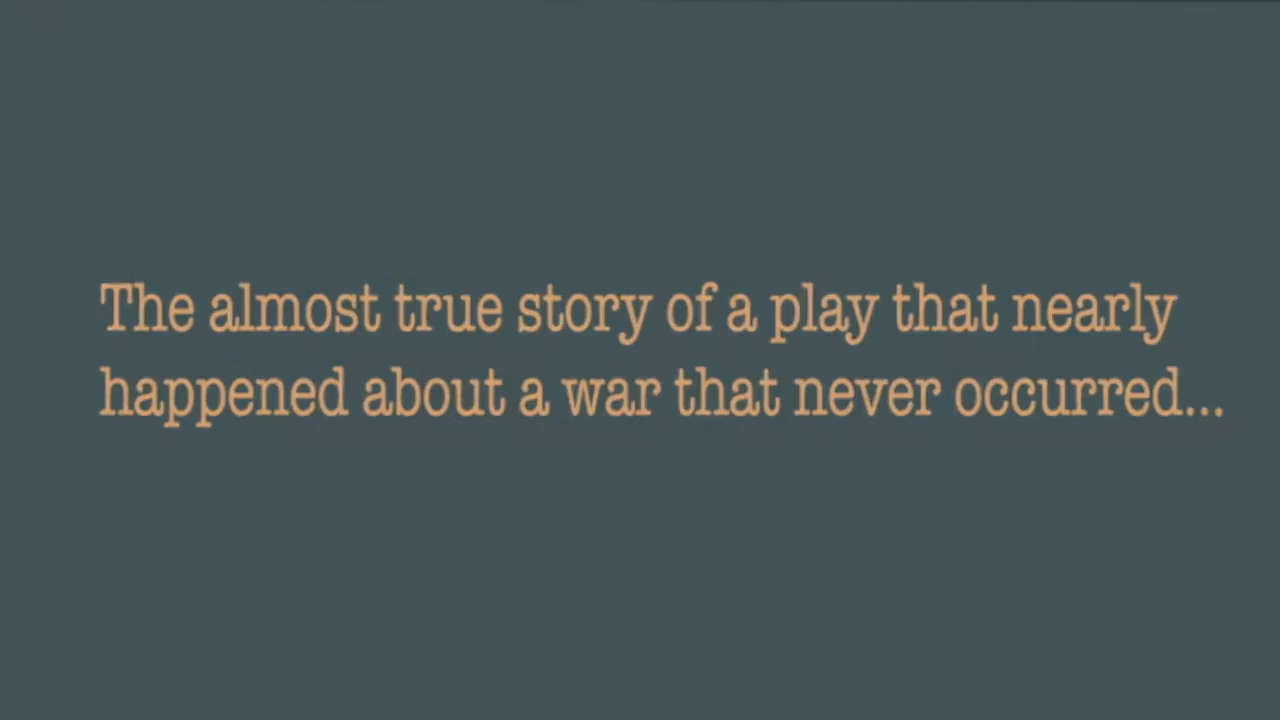 The almost true story of a play that nearly
happened about a war that never occurred...